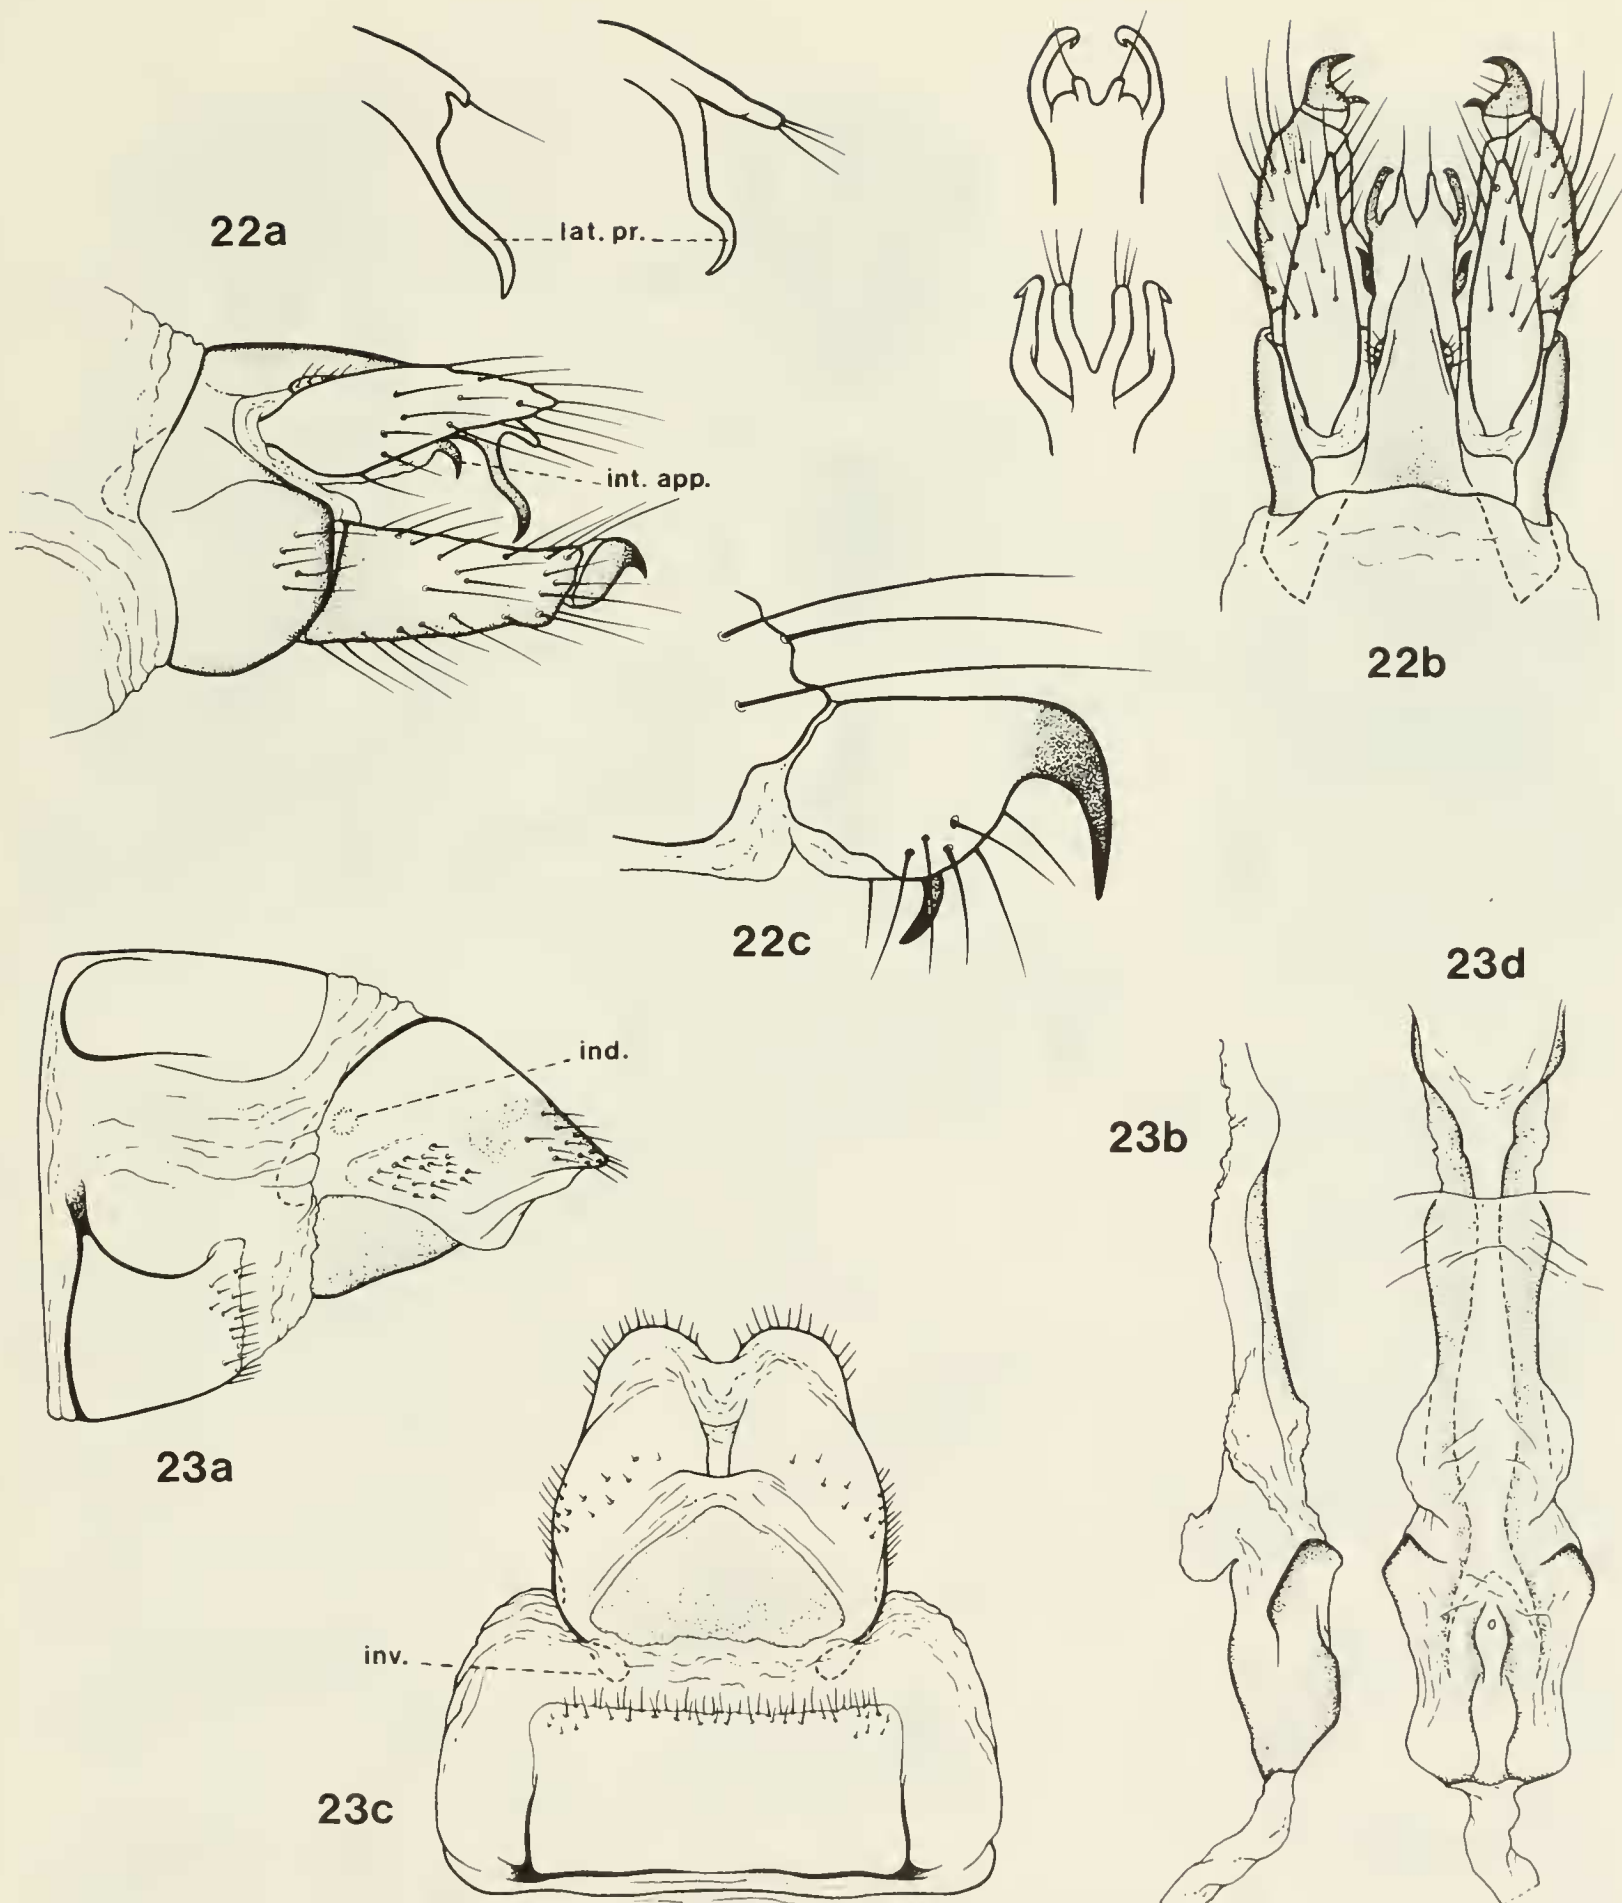 22a
lat. pr.
int. app.
22b
22c
23d
ind.
23b
23a
inv.
23c